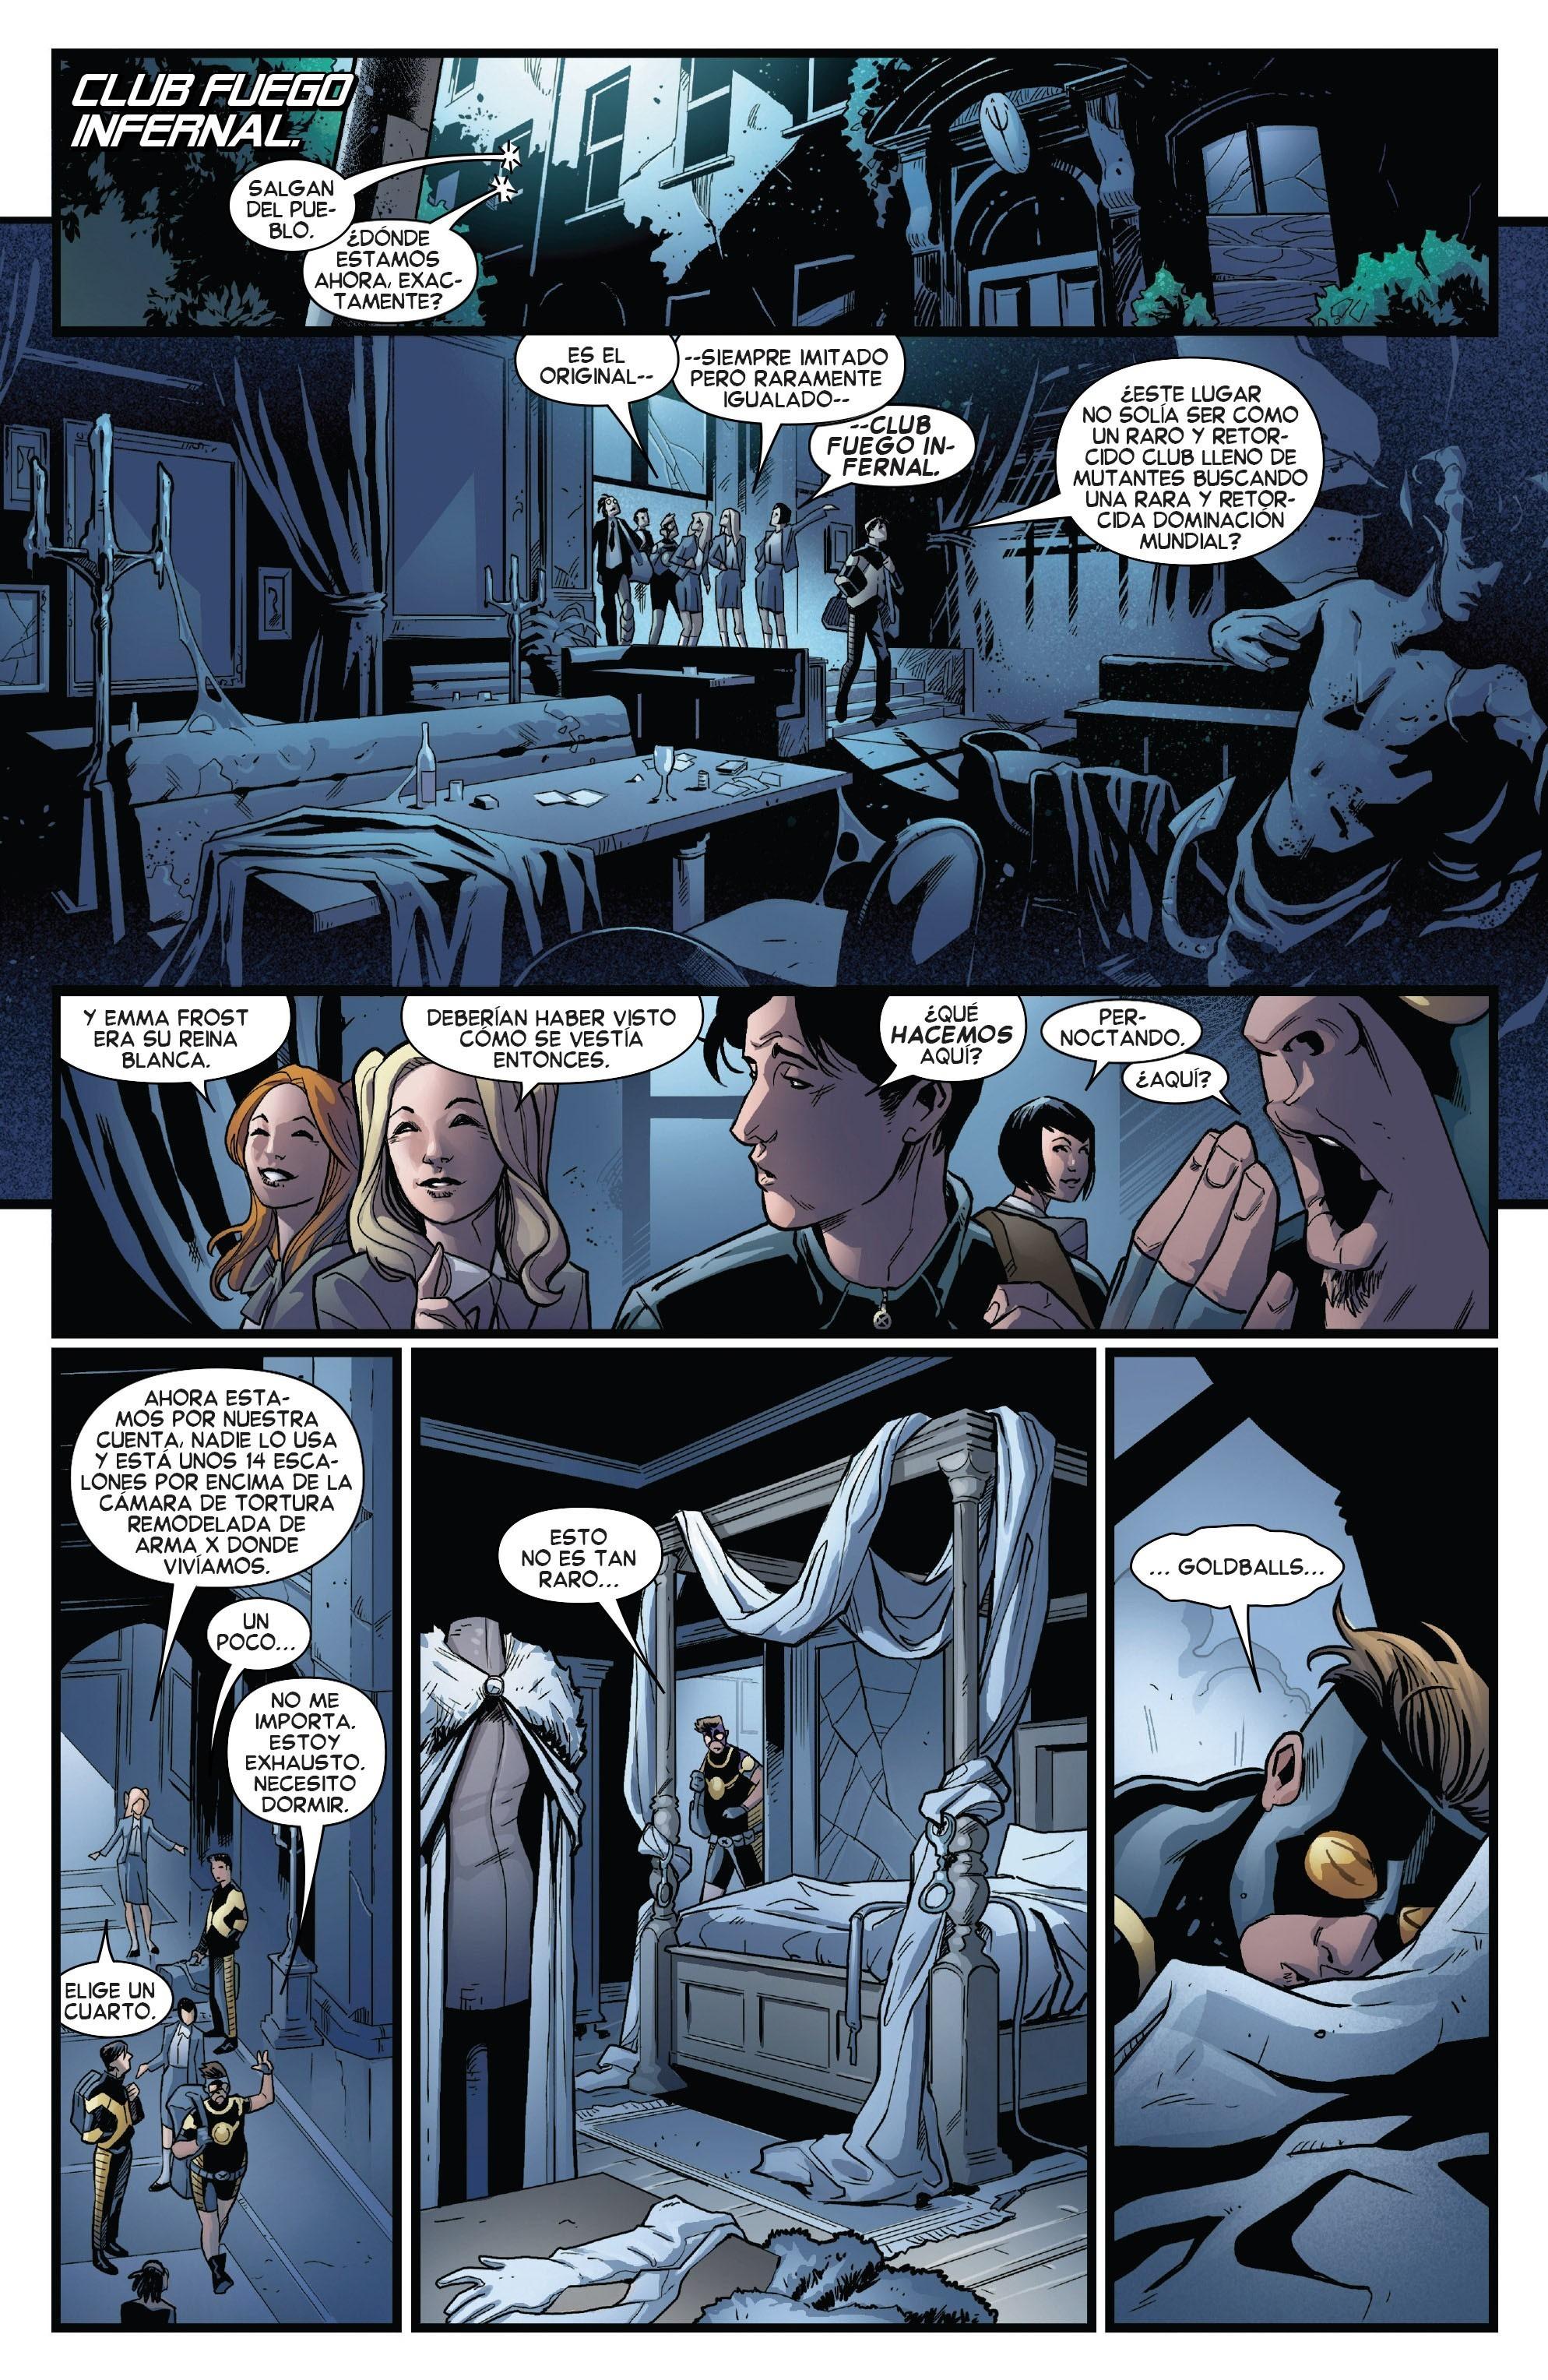 CLUB FUEGO
INFERNAL.
SALGAN
DEL PUE-
BLO.
¿DÓNDE
ESTAMOS
AHORA, EXAC-
TAMENTE?
ES EL
ORIGINAL--
--SIEMPRE IMITADO
PERO RARAMENTE
IGUALADO--
--CLUB
FUEGO IN-
FERNAL.
¿ESTE LUGAR
NO SOLÍA SER COMO
UN RARO Y RETOR-
CIDO CLUB LLENO DE
MUTANTES BUSCANDO
UNA RARA Y RETOR-
CIDA DOMINACIÓN
MUNDIAL?
Y EMMA FROST
ERA SU REINA
BLANCA.
DEBERÍAN HABER VISTO
CÓMO SE VESTÍA
ENTONCES.
¿QUÉ
HACEMOS
AQUÍ?
PER-
NOCTANDO.
¿AQUÍ?
AHORA ESTA-
MOS POR NUESTRA
CUENTA, NADIE LO USA
Y ESTÁ UNOS 14 ESCA-
LONES POR ENCIMA DE LA
CÁMARA DE TORTURA
REMODELADA DE
ARMA X DONDE
VIVÍAMOS.
UN
POCO...
NO ME
IMPORTA.
ESTOY
EXHAUSTO.
NECESITO
DORMIR.
ELIGE UN
CUARTO.
ESTO
NO ES TAN
RARO...
... GOLDBALLS...